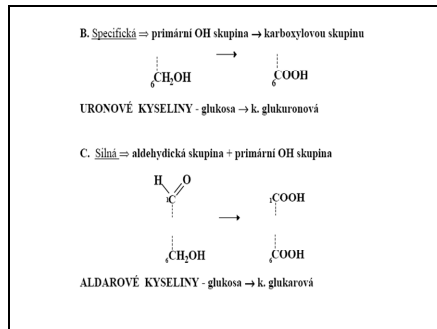 B. Specifická ⇒ primární OH skupina → karboxylovou skupinu
6CH2OH → 6COOH
URONOVÉ KYSELINY - glukosa → k. glukuronová
C. Silná ⇒ aldehydická skupina + primární OH skupina
H O
1C 1COOH
→
6CH2OH 6COOH
ALDAROVÉ KYSELINY - glukosa → k. glukarová